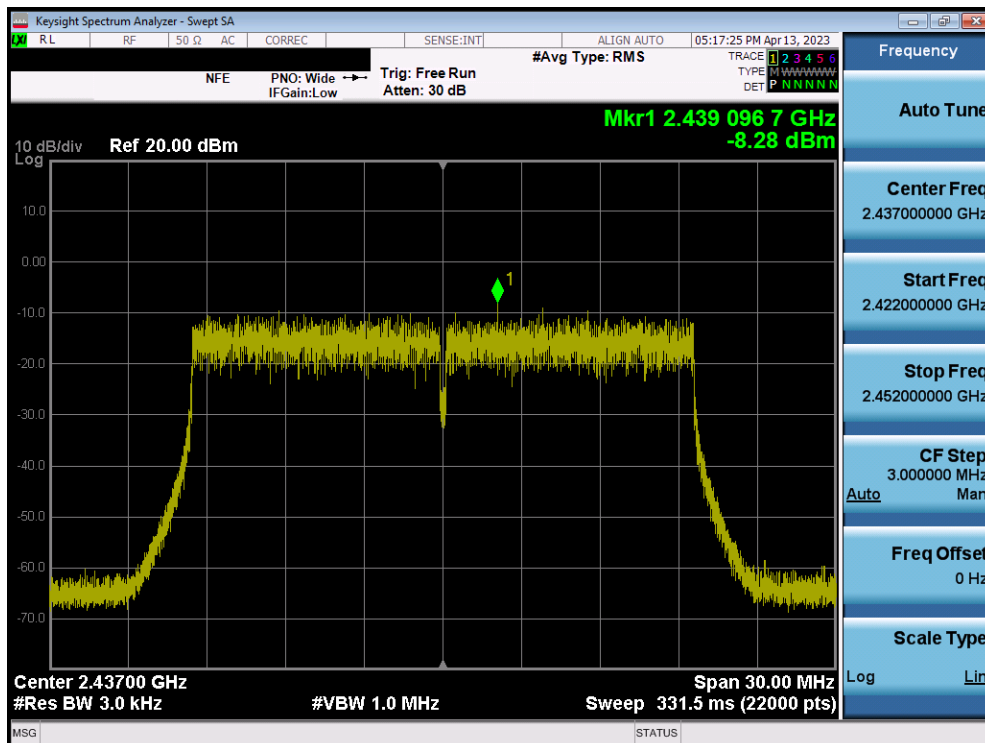 Keysight Spectrum Analyzer - Swept SA
LXI RL RF 50 Ω AC CORREC SENSE:INT ALIGN AUTO 05:17:25 PM Apr 13, 2023
NFE PNO: Wide Trig: Free Run #Avg Type: RMS TRACE 1 2 3 4 5 6
IFGain:Low Atten: 30 dB TYPE M WWWWW
DET P N N N N N
Mkr1 2.439 096 7 GHz
-8.28 dBm
10 dB/div Ref 20.00 dBm
Log
10.0
0.00
1
-10.0
-20.0
-30.0
-40.0
-50.0
-60.0
-70.0
Center 2.43700 GHz Span 30.00 MHz
#Res BW 3.0 kHz #VBW 1.0 MHz Sweep 331.5 ms (22000 pts)
MSG STATUS
Frequency
Auto Tune
Center Freq
2.437000000 GHz
Start Freq
2.422000000 GHz
Stop Freq
2.452000000 GHz
CF Step
3.000000 MHz
Auto Man
Freq Offset
0 Hz
Scale Type
Log Lin